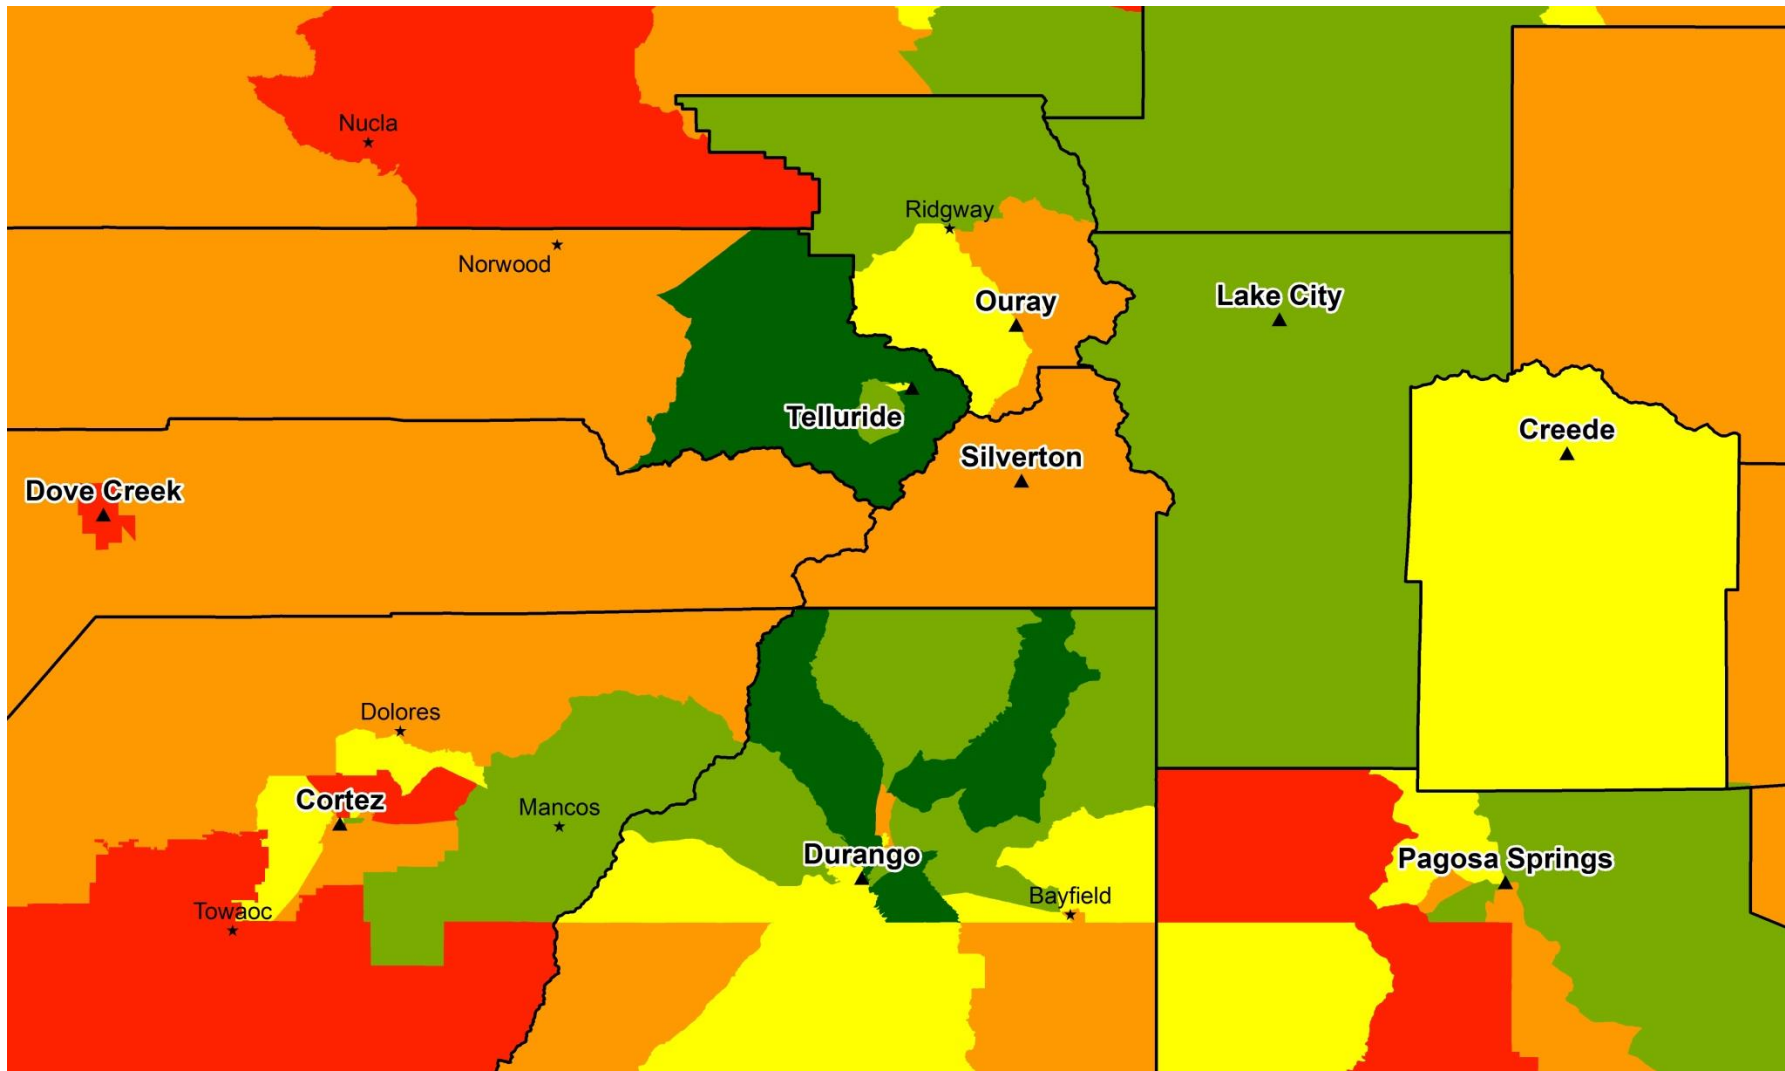 Nucla
Ridgway
Norwood
Ouray
Lake City
Telluride
Creede
Silverton
Dove Creek
Dolores
Cortez
Mancos
Durango
Pagosa Springs
Bayfield
Towaoc